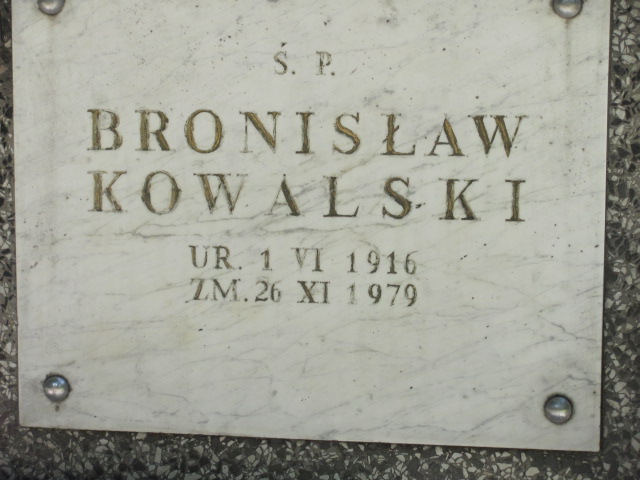 Ś. P.
BRONISŁAW
KOWALSKI
UR. 1 VI 1916
ZM. 26 XI 1979